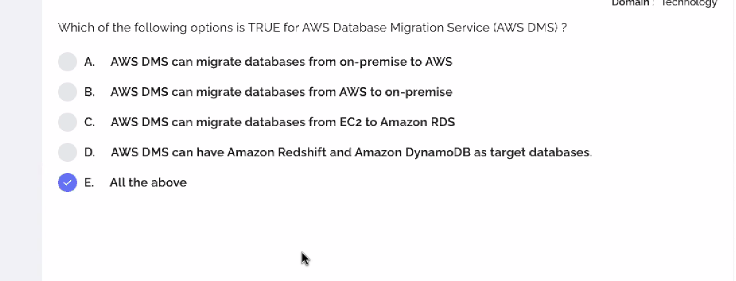 Domain : Technology
Which of the following options is TRUE for AWS Database Migration Service (AWS DMS) ?
A. AWS DMS can migrate databases from on-premise to AWS
B. AWS DMS can migrate databases from AWS to on-premise
C. AWS DMS can migrate databases from EC2 to Amazon RDS
D. AWS DMS can have Amazon Redshift and Amazon DynamoDB as target databases.
E. All the above